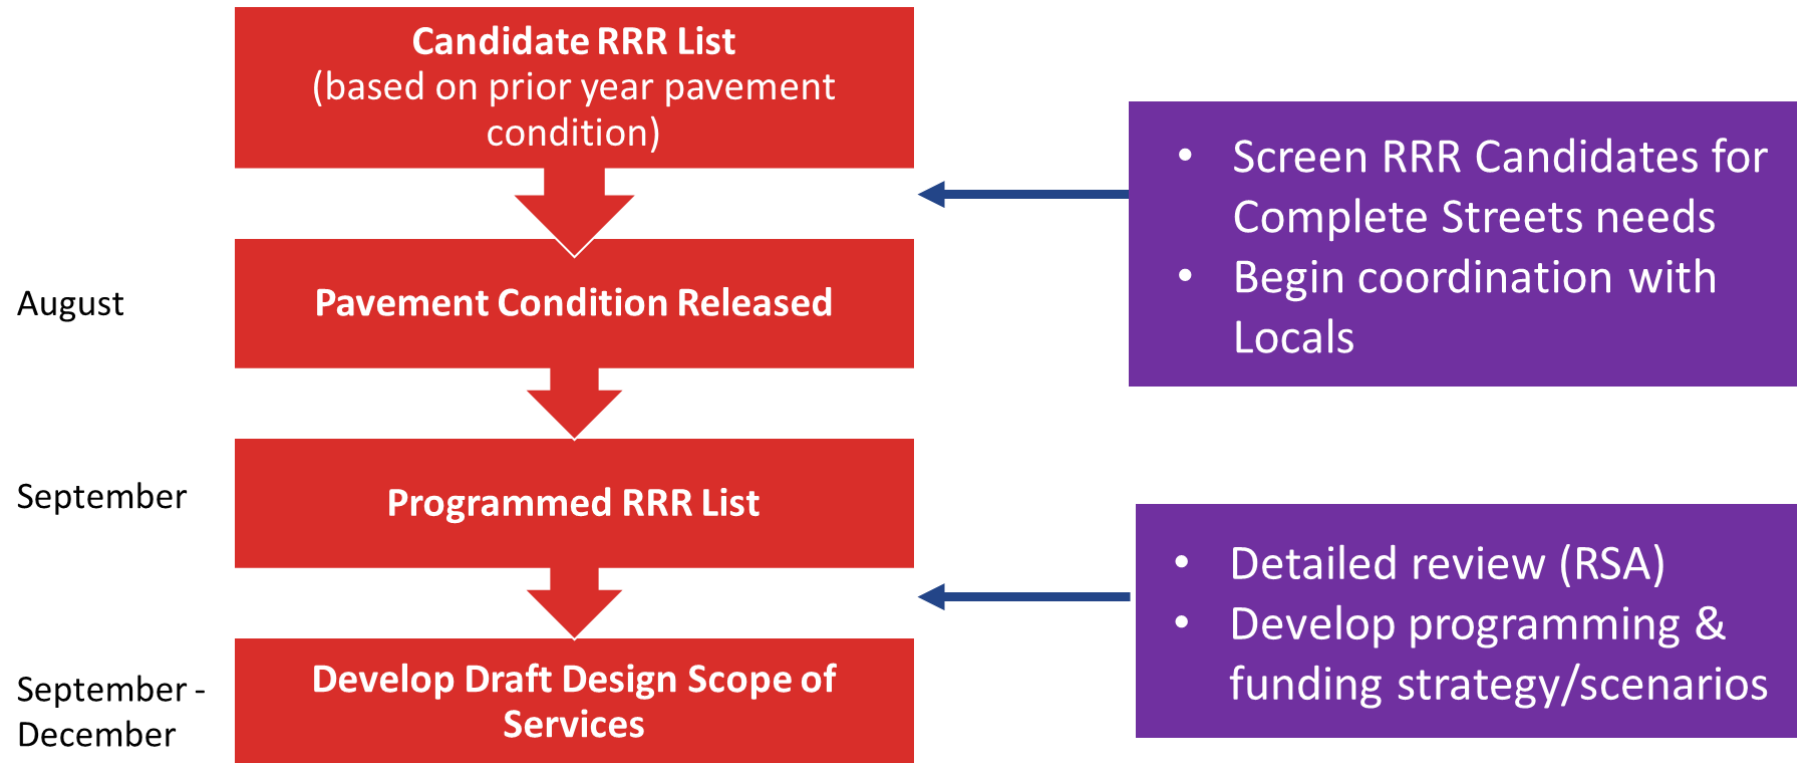 Candidate RRR List
(based on prior year pavement
condition)
• Screen RRR Candidates for
Complete Streets needs
• Begin coordination with
Locals
August
Pavement Condition Released
September
Programmed RRR List
• Detailed review (RSA)
• Develop programming &
funding strategy/scenarios
September -
December
Develop Draft Design Scope of
Services